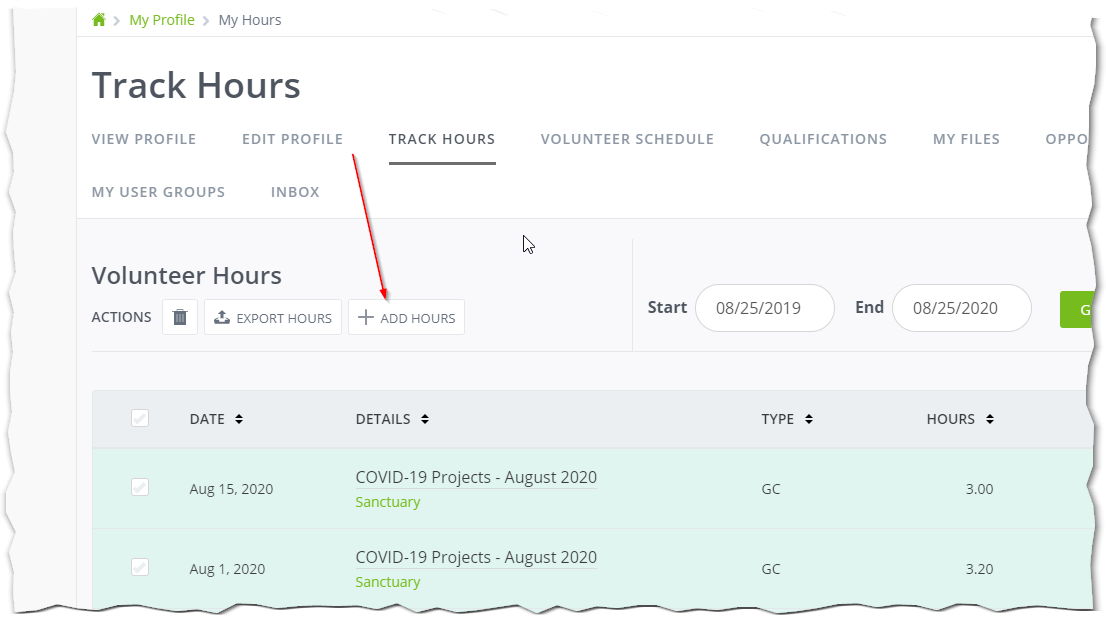 My Profile > My Hours
Track Hours
VIEW PROFILE EDIT PROFILE TRACK HOURS VOLUNTEER SCHEDULE QUALIFICATIONS MY FILES OPPO
MY USER GROUPS INBOX
Volunteer Hours
ACTIONS EXPORT HOURS ADD HOURS
Start 08/25/2019 End 08/25/2020 G
DATE DETAILS TYPE HOURS
Aug 15, 2020 COVID-19 Projects - August 2020 GC 3.00
Sanctuary
Aug 1, 2020 COVID-19 Projects - August 2020 GC 3.20
Sanctuary